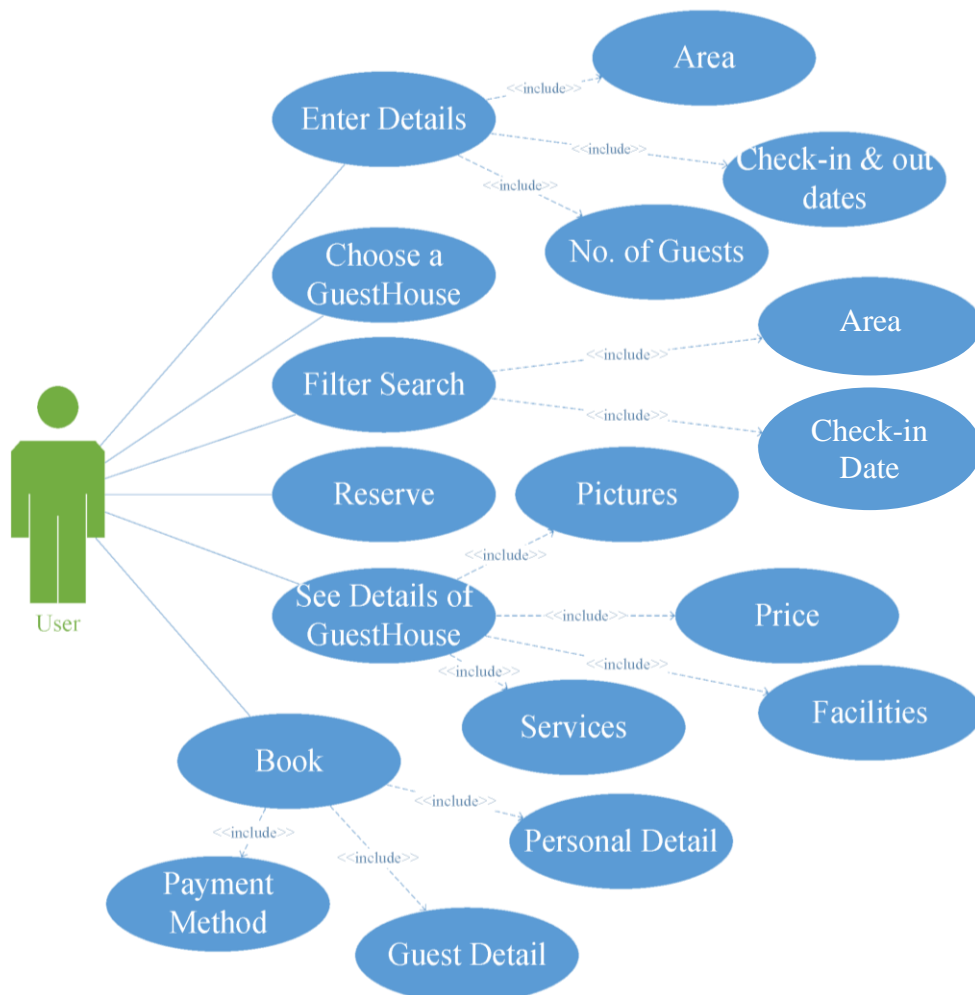 Area
<<include>>
Enter Details
<<include>>
Check-in & out
dates
<<include>>
No. of Guests
Choose a
GuestHouse
Area
<<include>>
Filter Search
<<include>>
Check-in
Date
Reserve
Pictures
<<include>>
See Details of
GuestHouse
<<include>>
Price
<<include>>
<<include>>
Facilities
Services
User
Book
<<include>>
Personal Detail
<<include>>
<<include>>
Payment
Method
Guest Detail